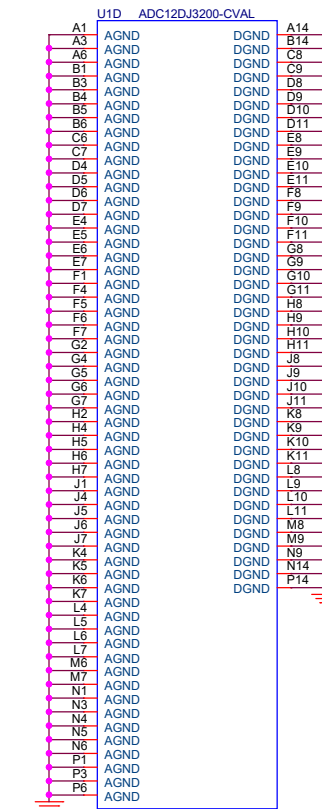 U1D ADC12DJ3200-CVAL
A1 AGND DGND A14
A3 AGND DGND B14
A6 AGND DGND C8
B1 AGND DGND C9
B3 AGND DGND D8
B4 AGND DGND D9
B5 AGND DGND D10
B6 AGND DGND D11
C6 AGND DGND E8
C7 AGND DGND E9
D4 AGND DGND E10
D5 AGND DGND E11
D6 AGND DGND F8
D7 AGND DGND F9
E4 AGND DGND F10
E5 AGND DGND F11
E6 AGND DGND G8
E7 AGND DGND G9
F1 AGND DGND G10
F4 AGND DGND G11
F5 AGND DGND H8
F6 AGND DGND H9
F7 AGND DGND H10
G2 AGND DGND H11
G4 AGND DGND J8
G5 AGND DGND J9
G6 AGND DGND J10
G7 AGND DGND J11
H2 AGND DGND K8
H4 AGND DGND K9
H5 AGND DGND K10
H6 AGND DGND K11
H7 AGND DGND L8
J1 AGND DGND L9
J4 AGND DGND L10
J5 AGND DGND L11
J6 AGND DGND M8
J7 AGND DGND M9
K4 AGND DGND N9
K5 AGND DGND N14
K6 AGND DGND P14
K7 AGND
L4 AGND
L5 AGND
L6 AGND
L7 AGND
M6 AGND
M7 AGND
N1 AGND
N3 AGND
N4 AGND
N5 AGND
N6 AGND
P1 AGND
P3 AGND
P6 AGND